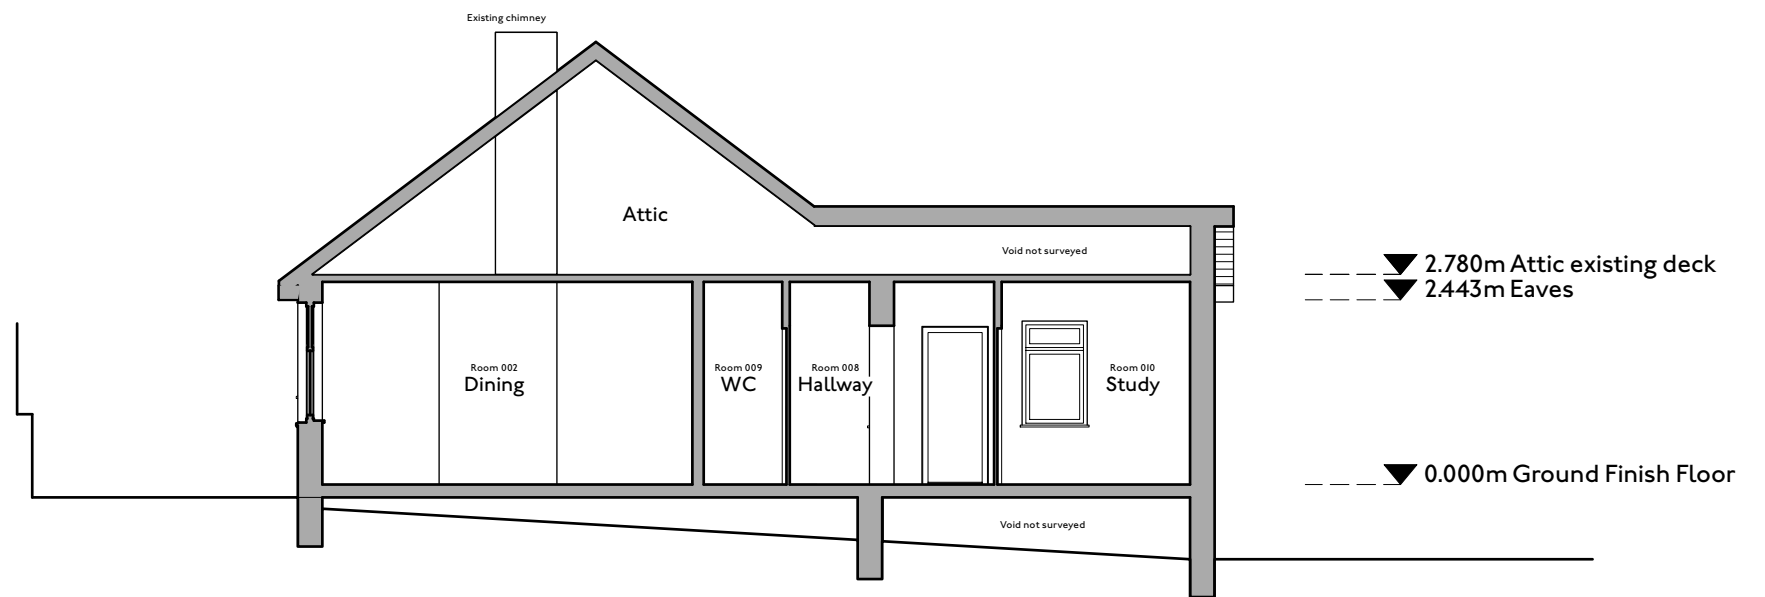 Existing chimney
Attic
Void not surveyed
2.780m Attic existing deck
2.443m Eaves
Room 002
Dining
Room 009
WC
Room 008
Hallway
Room 010
Study
0.000m Ground Finish Floor
Void not surveyed